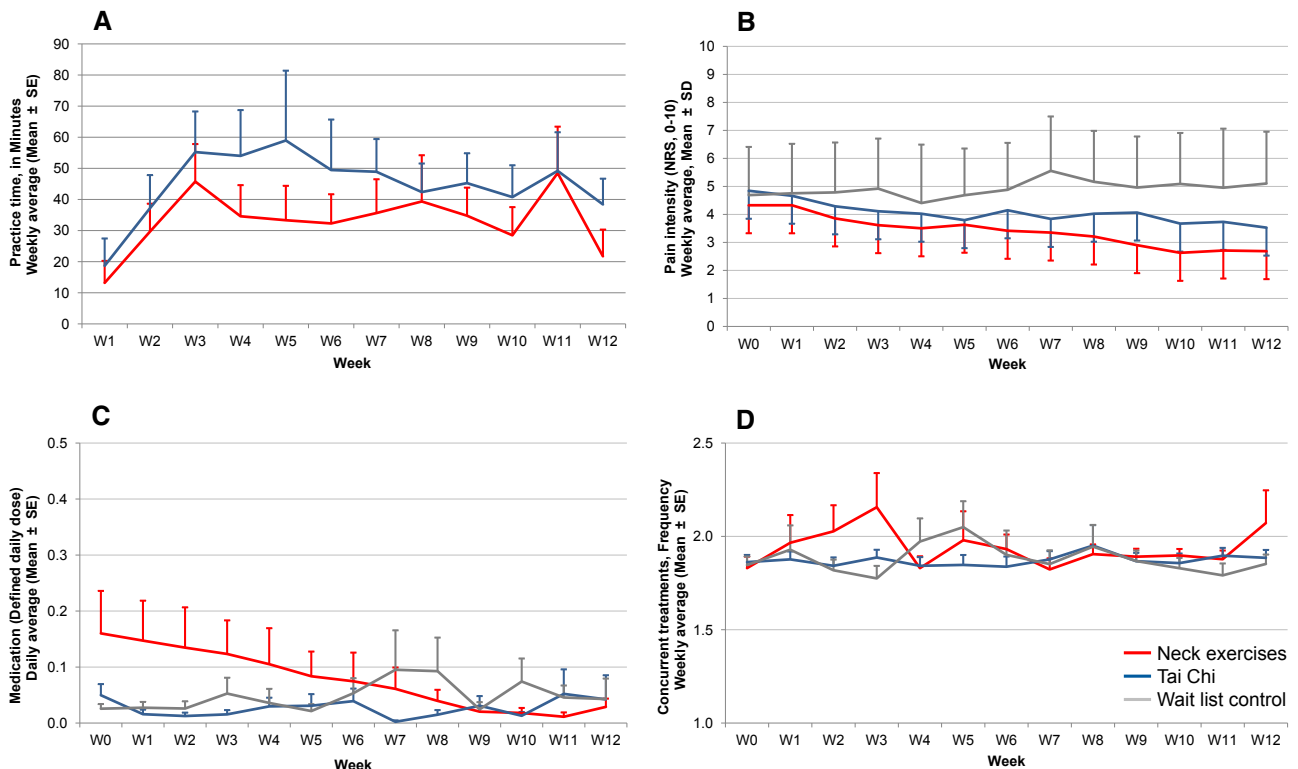 A
Practice time, in Minutes
Weekly average (Mean ± SE)
90
80
70
60
50
40
30
20
10
0
W1 W2 W3 W4 W5 W6 W7 W8 W9 W10 W11 W12
Week
B
Pain intensity (NRS, 0-10)
Weekly average, Mean ± SD
10
9
8
7
6
5
4
3
2
1
0
W0 W1 W2 W3 W4 W5 W6 W7 W8 W9 W10 W11 W12
Week
C
Medication (Defined daily dose)
Daily average (Mean ± SE)
0.5
0.4
0.3
0.2
0.1
0.0
W0 W1 W2 W3 W4 W5 W6 W7 W8 W9 W10 W11 W12
Week
D
Concurrent treatments, Frequency
Weekly average (Mean ± SE)
2.5
2.0
1.5
1.0
Neck exercises
Tai Chi
Wait list control
W0 W1 W2 W3 W4 W5 W6 W7 W8 W9 W10 W11 W12
Week